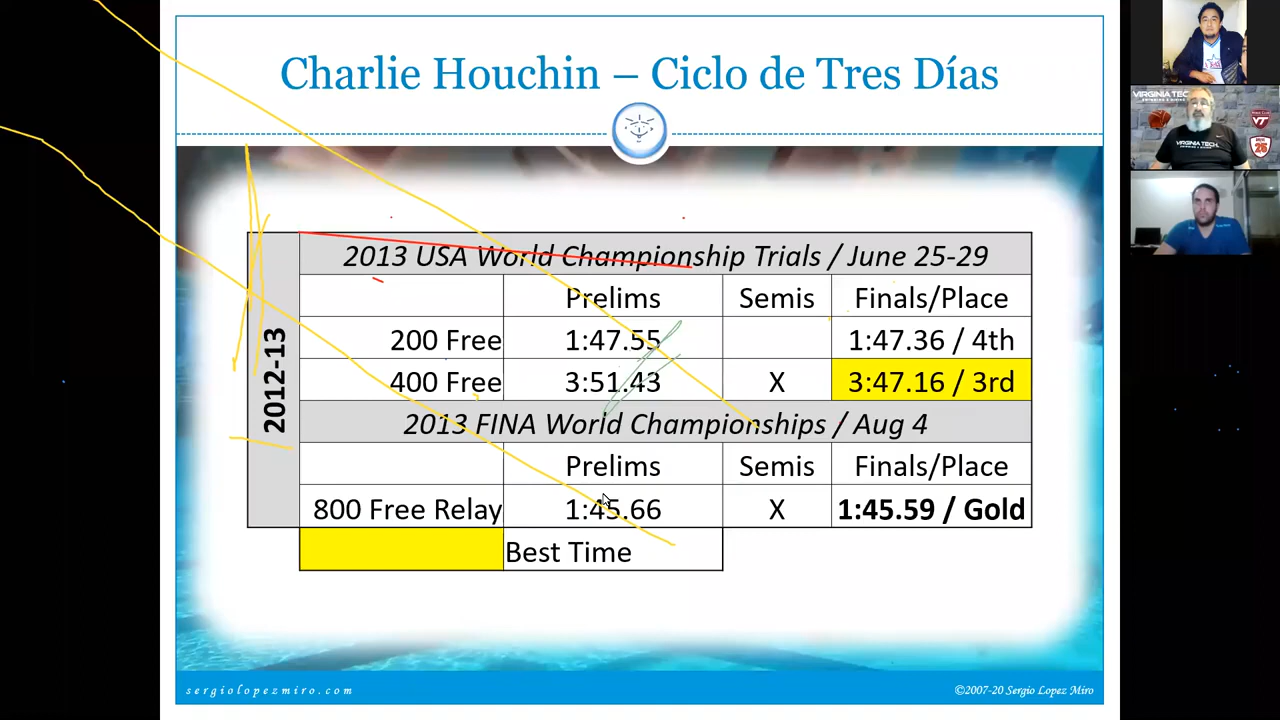 Charlie Houchin – Ciclo de Tres Días
2013 USA World Championship Trials / June 25-29
Prelims Semis Finals/Place
200 Free 1:47.55 1:47.36 / 4th
400 Free 3:51.43 X 3:47.16 / 3rd
2012-13
2013 FINA World Championships / Aug 4
Prelims Semis Finals/Place
800 Free Relay 1:45.66 X 1:45.59 / Gold
Best Time
sergiolopezmiro.com
©2007-20 Sergio Lopez Miro
VIRGINIA TEC
VIRGINIA TECH
VT